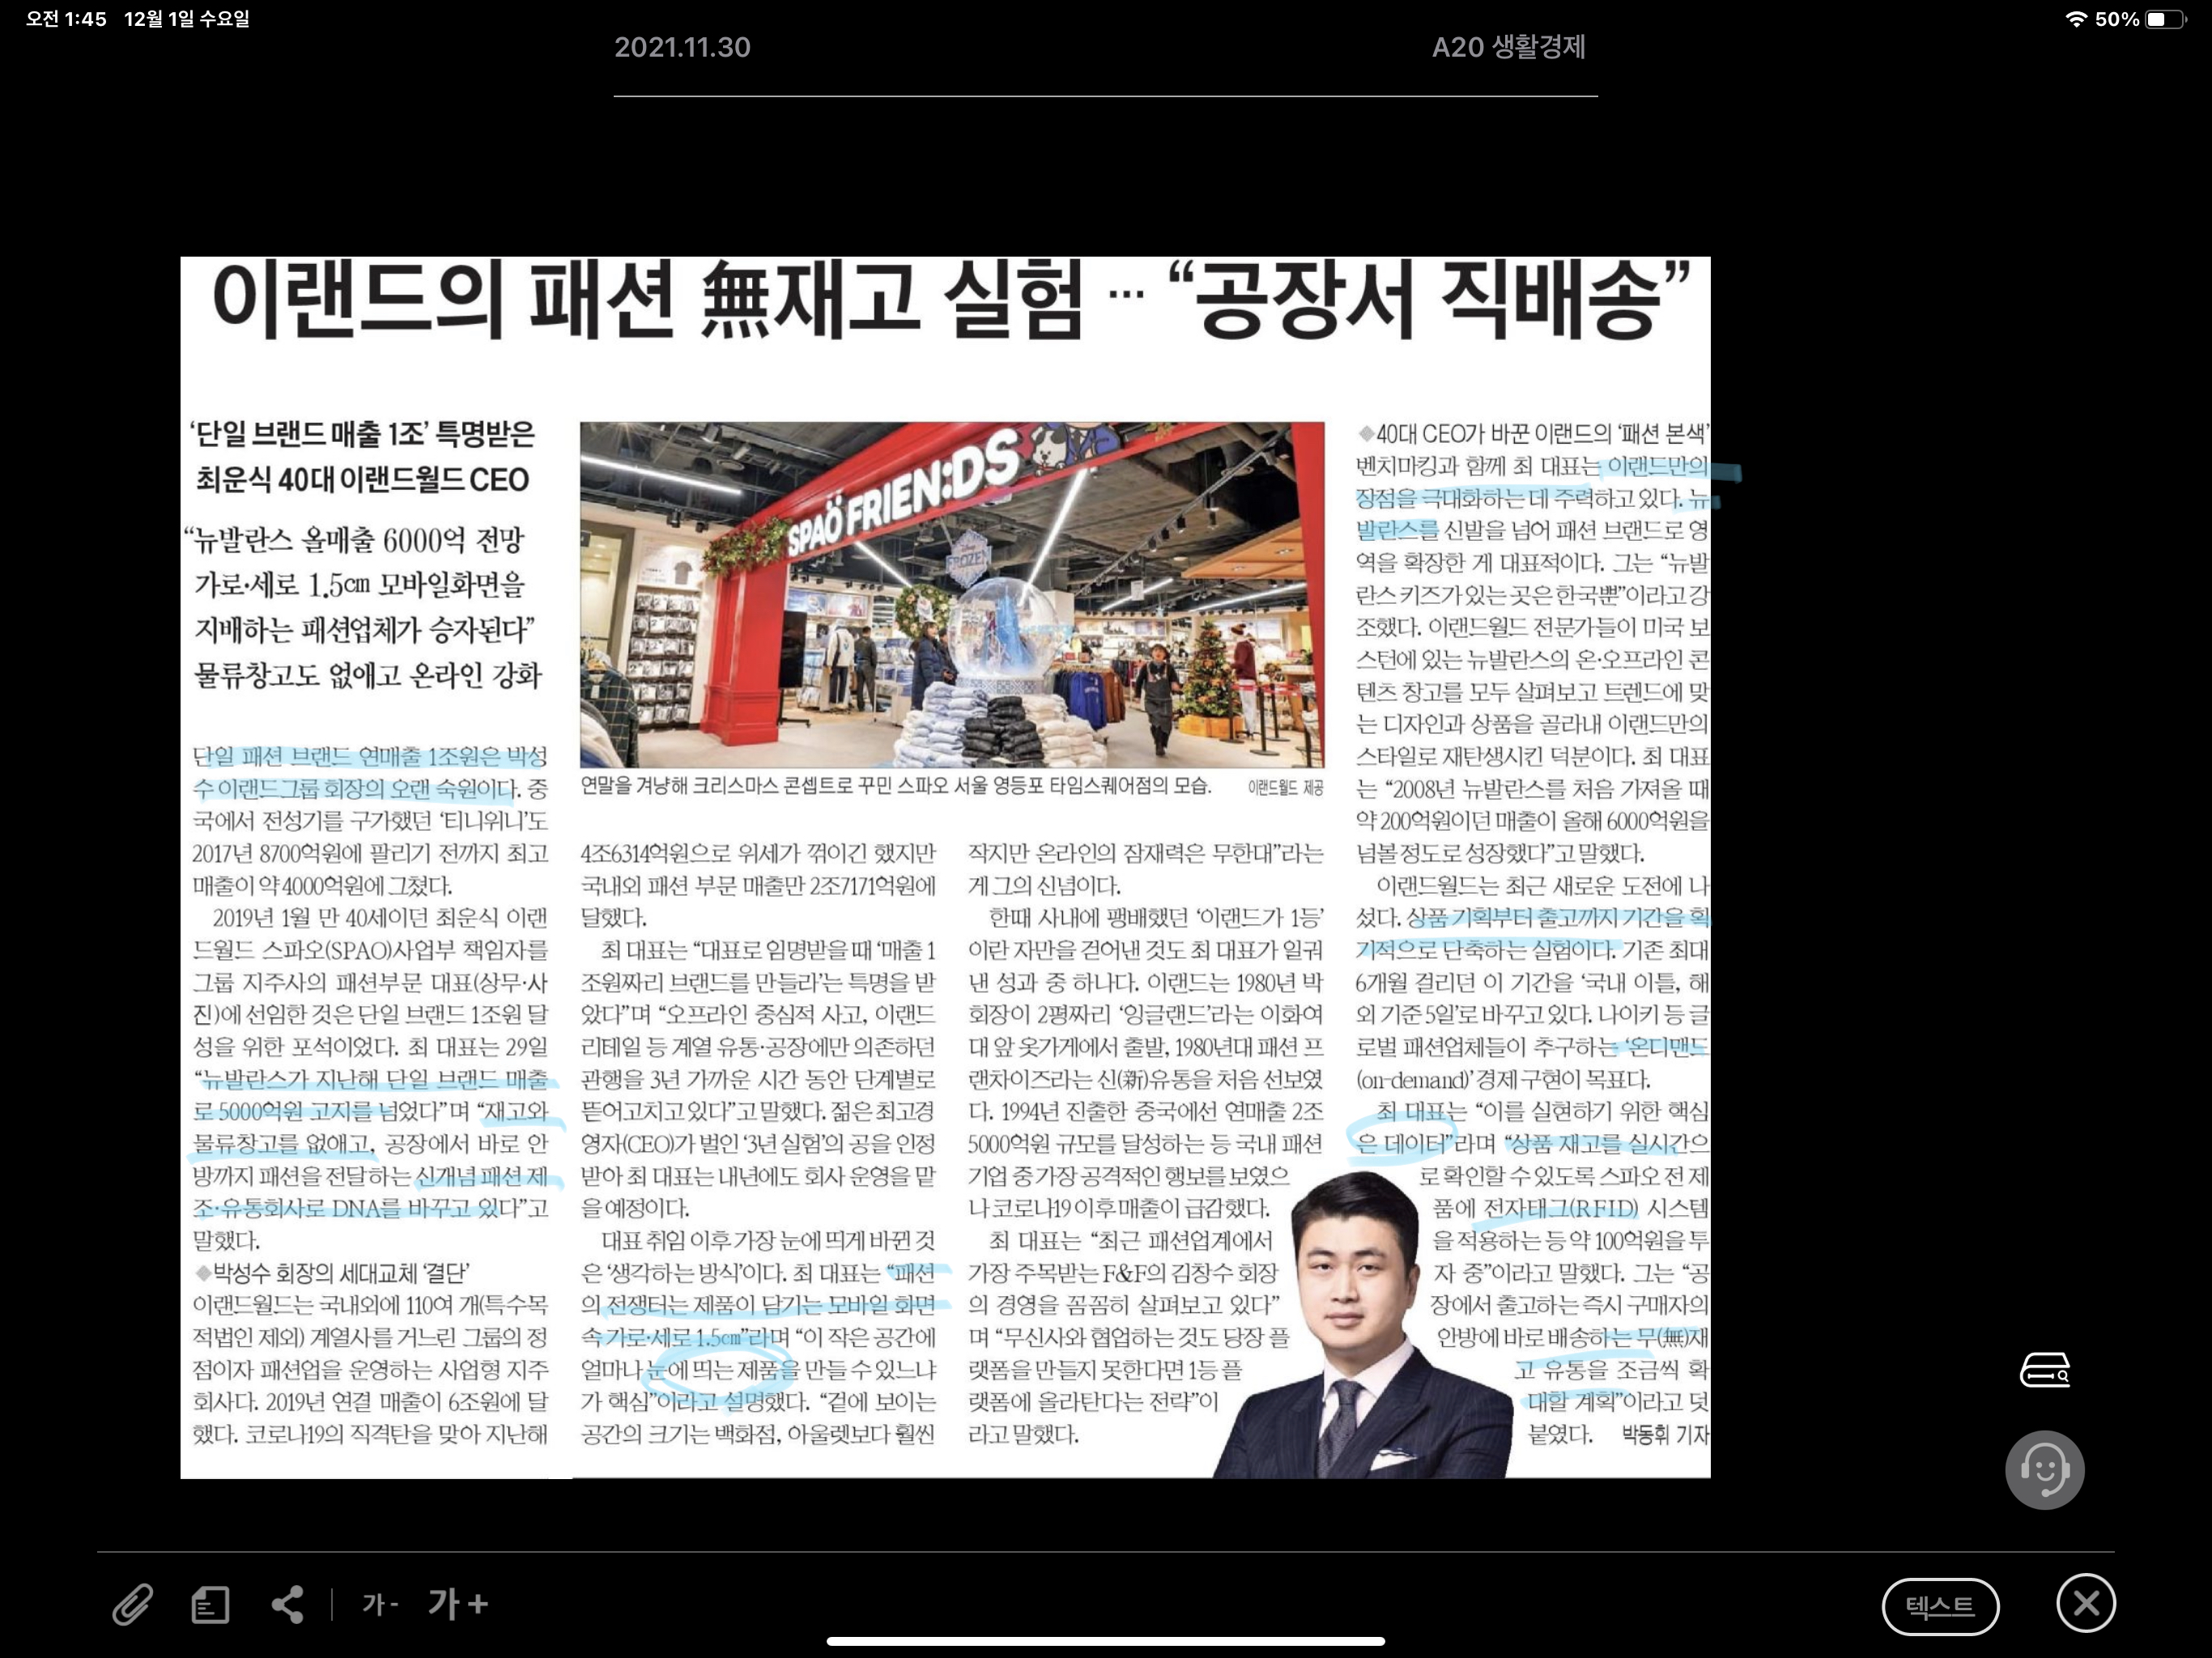 오전 1:45 12월 1일 수요일
50%
2021.11.30
A20 생활경제
이랜드의 패션 無재고 실험 … “공장서 직배송”
‘단일 브랜드 매출 1조’ 특명받은
최운식 40대 이랜드월드 CEO
“뉴발란스 올매출 6000억 전망
가로·세로 1.5㎝ 모바일화면을
지배하는 패션업체가 승자된다”
물류창고도 없애고 온라인 강화
단일 패션 브랜드 연매출 1조원은 박성
수 이랜드그룹 회장의 오랜 숙원이다. 중
국에서 전성기를 구가했던 ‘티니위니’도
2017년 8700억원에 팔리기 전까지 최고
매출이 약 4000억원에 그쳤다.
2019년 1월 만 40세이던 최운식 이랜
드월드 스파오(SPAO)사업부 책임자를
그룹 지주사의 패션부문 대표(상무·사
진)에 선임한 것은 단일 브랜드 1조원 달
성을 위한 포석이었다. 최 대표는 29일
“뉴발란스가 지난해 단일 브랜드 매출
로 5000억원 고지를 넘었다”며 “재고와
물류창고를 없애고, 공장에서 바로 안
방까지 패션을 전달하는 신개념 패션 제
조·유통회사로 DNA를 바꾸고 있다”고
말했다.
◆박성수 회장의 세대교체 ‘결단’
이랜드월드는 국내외에 110여 개(특수목
적법인 제외) 계열사를 거느린 그룹의 정
점이자 패션업을 운영하는 사업형 지주
회사다. 2019년 연결 매출이 6조원에 달
했다. 코로나19의 직격탄을 맞아 지난해
SPAO FRIEN:DS
FROZEN
연말을 겨냥해 크리스마스 콘셉트로 꾸민 스파오 서울 영등포 타임스퀘어점의 모습. 이랜드월드 제공
4조6314억원으로 위세가 꺾이긴 했지만
국내외 패션 부문 매출만 2조7171억원에
달했다.
최 대표는 “대표로 임명받을 때 ‘매출 1
조원짜리 브랜드를 만들라’는 특명을 받
았다”며 “오프라인 중심적 사고, 이랜드
리테일 등 계열 유통·공장에만 의존하던
관행을 3년 가까운 시간 동안 단계별로
뜯어고치고 있다”고 말했다. 젊은 최고경
영자(CEO)가 벌인 ‘3년 실험’의 공을 인정
받아 최 대표는 내년에도 회사 운영을 맡
을 예정이다.
대표 취임 이후 가장 눈에 띄게 바뀐 것
은 ‘생각하는 방식’이다. 최 대표는 “패션
의 전쟁터는 제품이 담기는 모바일 화면
속 가로·세로 1.5㎝”라며 “이 작은 공간에
얼마나 눈에 띄는 제품을 만들 수 있느냐
가 핵심”이라고 설명했다. “겉에 보이는
공간의 크기는 백화점, 아울렛보다 훨씬
작지만 온라인의 잠재력은 무한대”라는
게 그의 신념이다.
한때 사내에 팽배했던 ‘이랜드가 1등’
이란 자만을 걷어낸 것도 최 대표가 일궈
낸 성과 중 하나다. 이랜드는 1980년 박
회장이 2평짜리 ‘잉글랜드’라는 이화여
대 앞 옷가게에서 출발, 1980년대 패션 프
랜차이즈라는 신(新)유통을 처음 선보였
다. 1994년 진출한 중국에선 연매출 2조
5000억원 규모를 달성하는 등 국내 패션
기업 중 가장 공격적인 행보를 보였으
나 코로나19 이후 매출이 급감했다.
최 대표는 “최근 패션업계에서
가장 주목받는 F&F의 김창수 회장
의 경영을 꼼꼼히 살펴보고 있다”
며 “무신사와 협업하는 것도 당장 플
랫폼을 만들지 못한다면 1등 플
랫폼에 올라탄다는 전략”이
라고 말했다.
◆40대 CEO가 바꾼 이랜드의 ‘패션 본색’
벤치마킹과 함께 최 대표는 이랜드만의
장점을 극대화하는 데 주력하고 있다. 뉴
발란스를 신발을 넘어 패션 브랜드로 영
역을 확장한 게 대표적이다. 그는 “뉴발
란스 키즈가 있는 곳은 한국뿐”이라고 강
조했다. 이랜드월드 전문가들이 미국 보
스턴에 있는 뉴발란스의 온·오프라인 콘
텐츠 창고를 모두 살펴보고 트렌드에 맞
는 디자인과 상품을 골라내 이랜드만의
스타일로 재탄생시킨 덕분이다. 최 대표
는 “2008년 뉴발란스를 처음 가져올 때
약 200억원이던 매출이 올해 6000억원을
넘볼 정도로 성장했다”고 말했다.
이랜드월드는 최근 새로운 도전에 나
섰다. 상품 기획부터 출고까지 기간을 획
기적으로 단축하는 실험이다. 기존 최대
6개월 걸리던 이 기간을 ‘국내 이틀, 해
외 기준 5일’로 바꾸고 있다. 나이키 등 글
로벌 패션업체들이 추구하는 ‘온디맨드
(on-demand)’ 경제 구현이 목표다.
최 대표는 “이를 실현하기 위한 핵심
은 데이터”라며 “상품 재고를 실시간으
로 확인할 수 있도록 스파오 전 제
품에 전자태그(RFID) 시스템
을 적용하는 등 약 100억원을 투
자 중”이라고 말했다. 그는 “공
장에서 출고하는 즉시 구매자의
안방에 바로 배송하는 무(無)재
고 유통을 조금씩 확
대할 계획”이라고 덧
붙였다. 박동휘 기자
가 - 가 +
텍스트